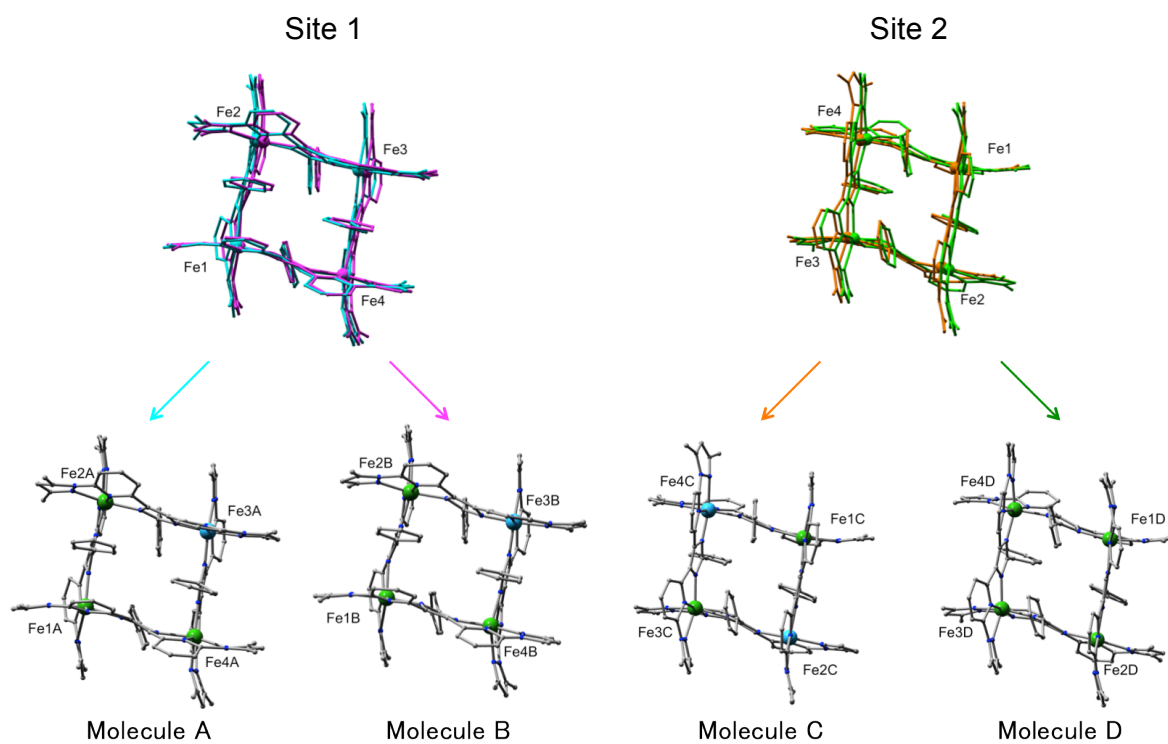 Site 1
Site 2
Fe2
Fe3
Fe1
Fe4
Fe4
Fe1
Fe3
Fe2
Fe2A
Fe3A
Fe1A
Fe4A
Fe2B
Fe3B
Fe1B
Fe4B
Fe4C
Fe1C
Fe3C
Fe2C
Fe4D
Fe1D
Fe3D
Fe2D
Molecule A
Molecule B
Molecule C
Molecule D